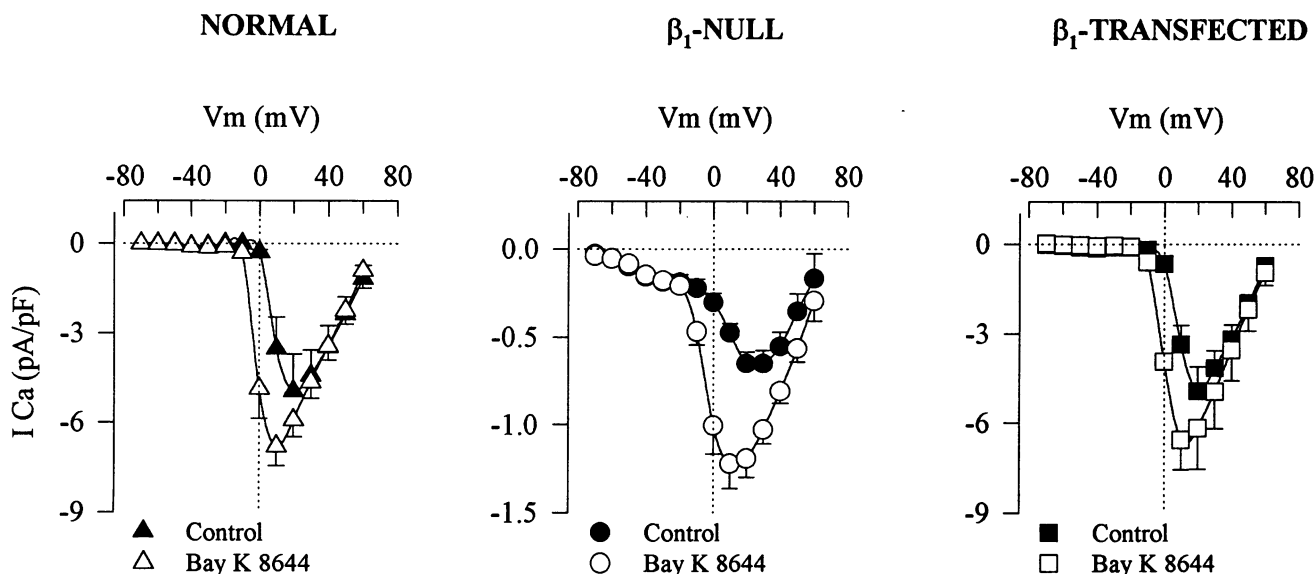 NORMAL
β1-NULL
β1-TRANSFECTED
Vm (mV)
Vm (mV)
Vm (mV)
-80 -40 0 40 80
-80 -40 0 40 80
-80 -40 0 40 80
I Ca (pA/pF)
0
-3
-6
-9
0.0
-0.5
-1.0
-1.5
0
-3
-6
-9
Control
Bay K 8644
Control
Bay K 8644
Control
Bay K 8644